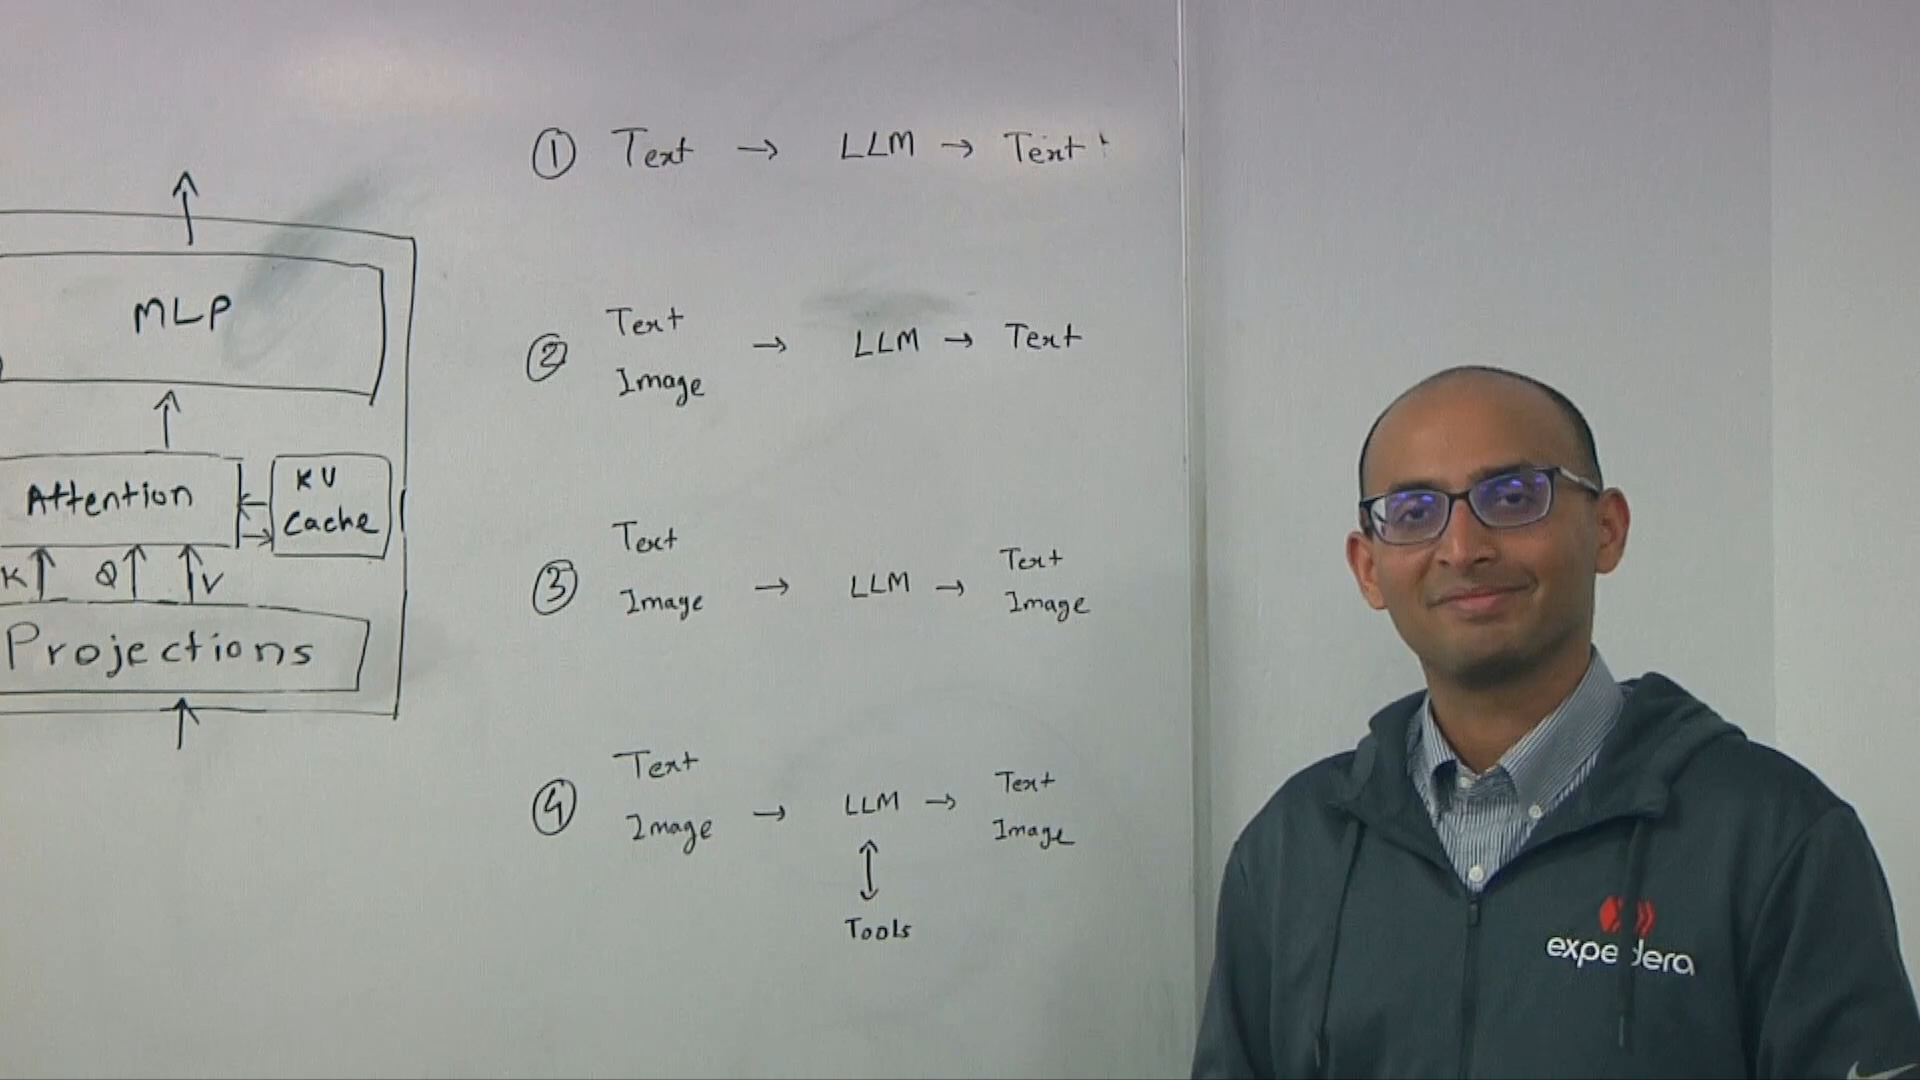 MLP
Attention
KV
Cache
K Q V
Projections
① Text → LLM → Text
② Text
Image → LLM → Text
③ Text
Image → LLM → Text
Image
④ Text
Image → LLM → Text
Image
↕
Tools
expedera